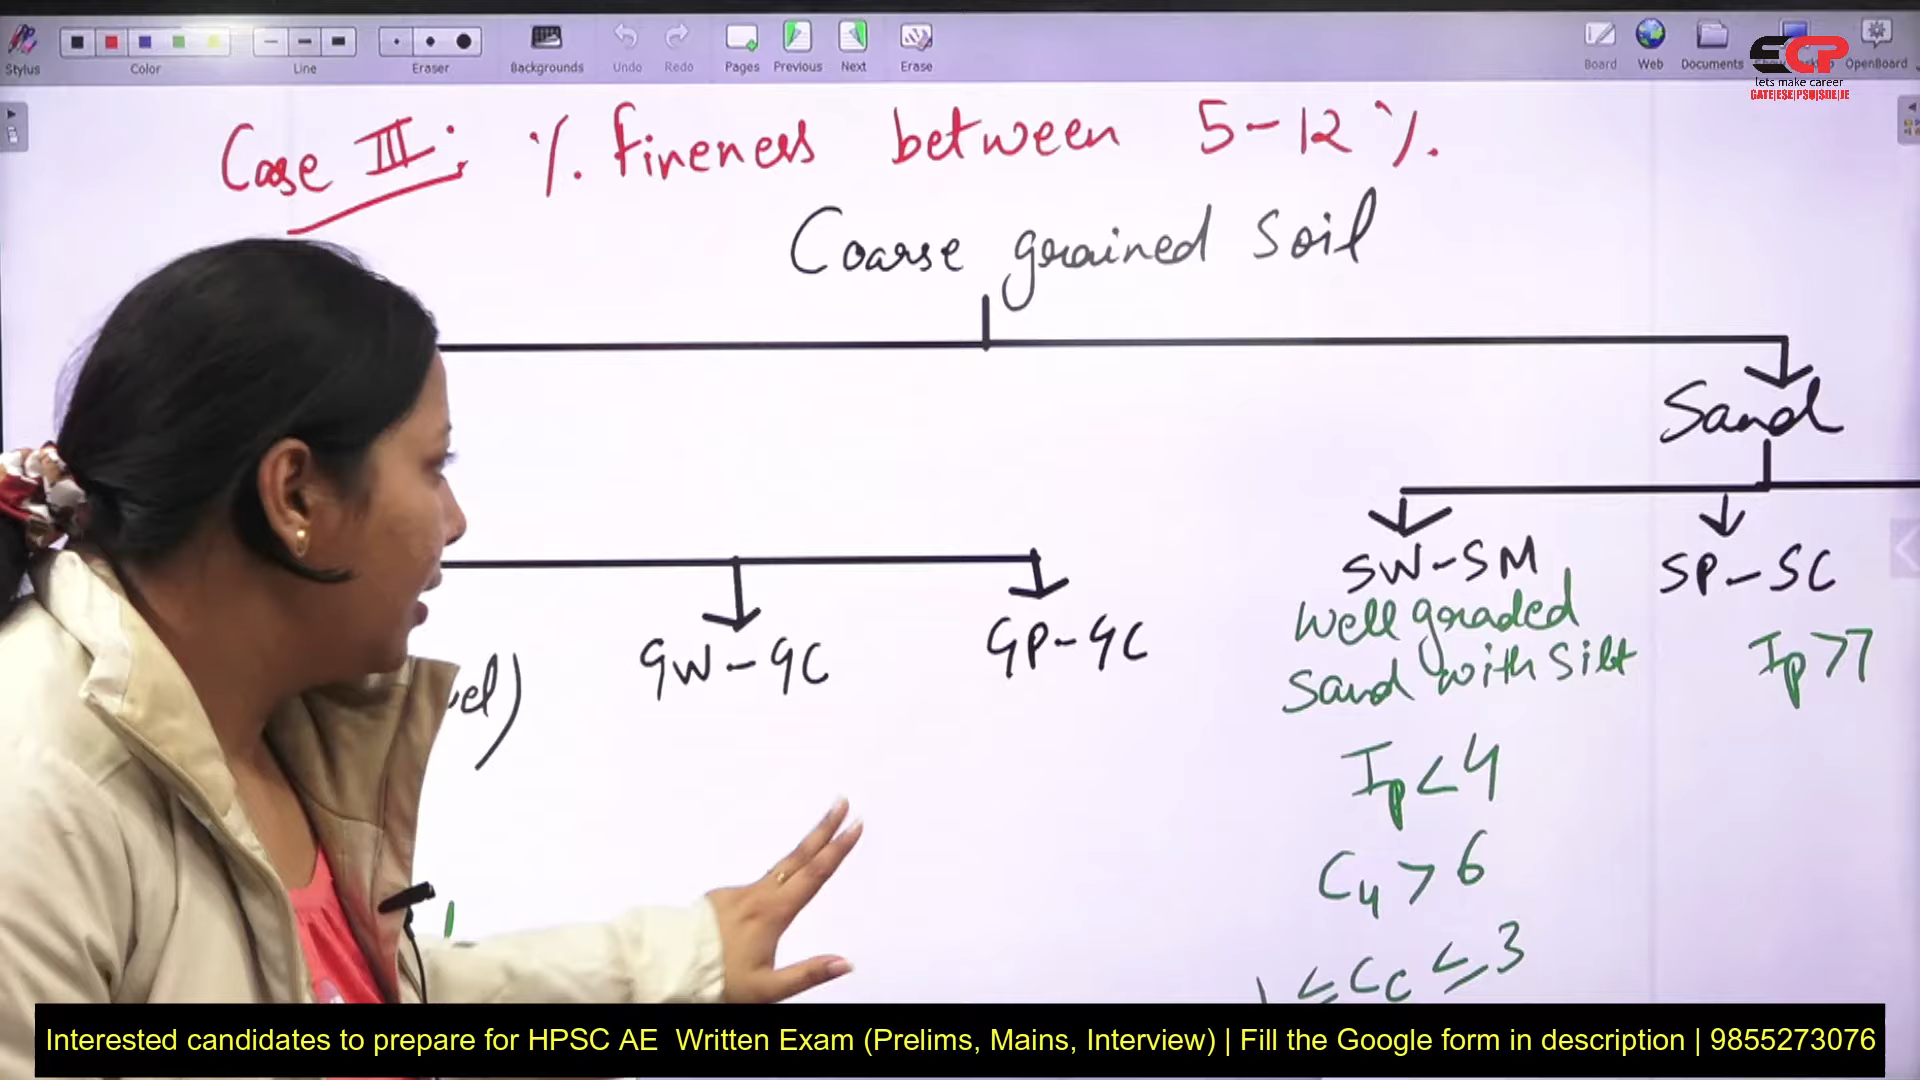 Stylus
Color
Line
Eraser
Backgrounds
Undo
Redo
Pages
Previous
Next
Erase
Board
Web
Documents
OpenBoard
ECP
lets make career
GATE|ESE|PSU|SDE|JE
Case III: % Fineness between 5-12%.
Coarse grained Soil
Sand
SW-SM
SP-SC
GW-GC
GP-GC
Well graded
Sand with Silt
Ip>7
Ip<4
Cu>6
1≤Cc≤3
Interested candidates to prepare for HPSC AE Written Exam (Prelims, Mains, Interview) | Fill the Google form in description | 9855273076